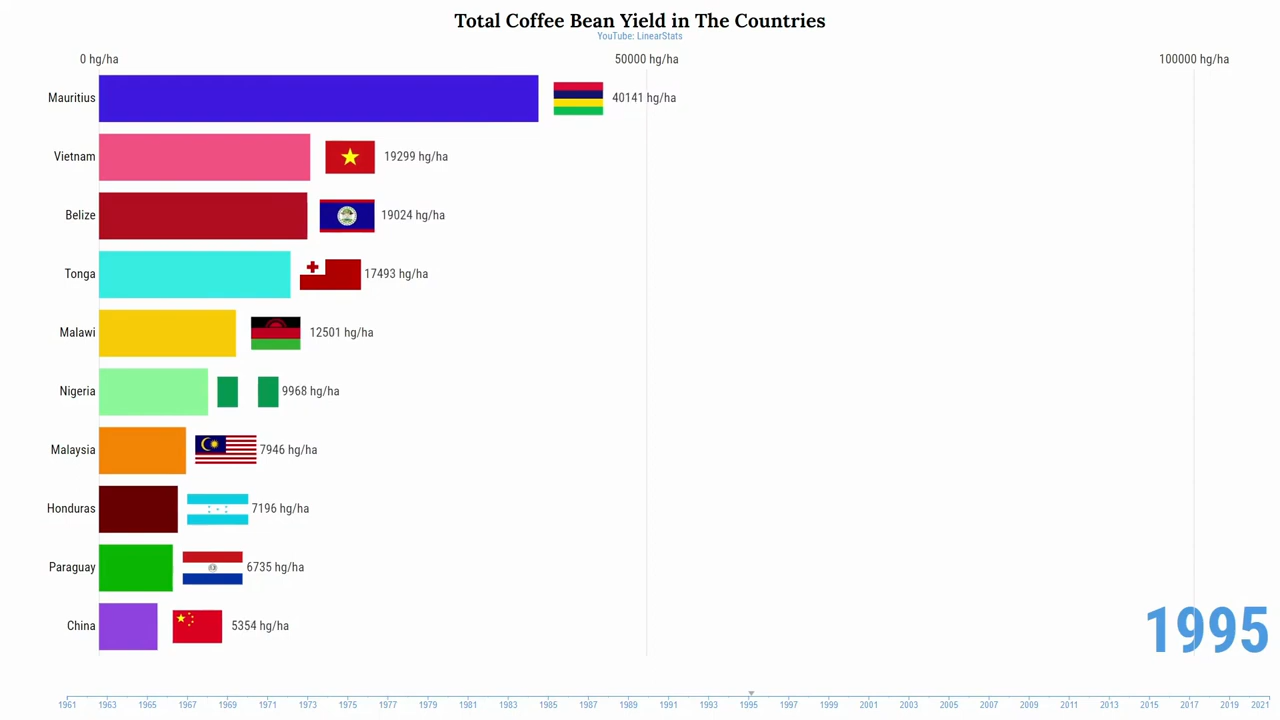 Total Coffee Bean Yield in The Countries
YouTube: LinearStats
0 hg/ha 50000 hg/ha 100000 hg/ha
Mauritius 40141 hg/ha
Vietnam 19299 hg/ha
Belize 19024 hg/ha
Tonga 17493 hg/ha
Malawi 12501 hg/ha
Nigeria 9968 hg/ha
Malaysia 7946 hg/ha
Honduras 7196 hg/ha
Paraguay 6735 hg/ha
China 5354 hg/ha
1995
1961 1963 1965 1967 1969 1971 1973 1975 1977 1979 1981 1983 1985 1987 1989 1991 1993 1995 1997 1999 2001 2003 2005 2007 2009 2011 2013 2015 2017 2019 2021